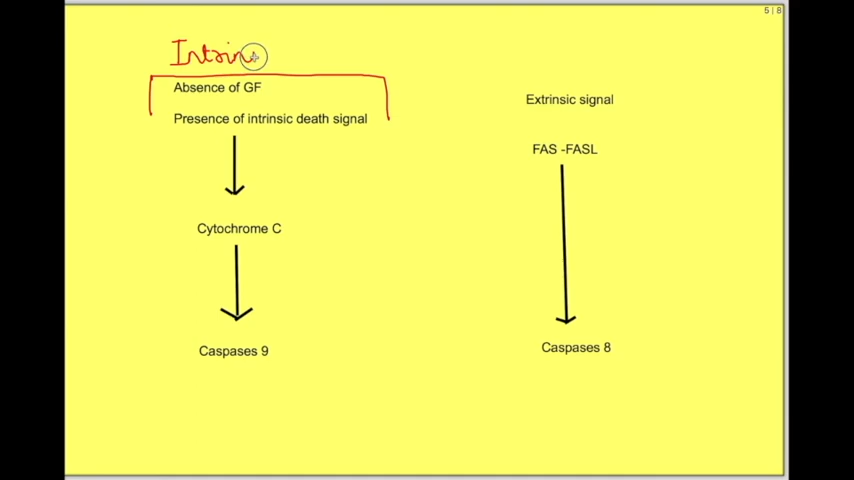 5 | 8
Intrin
Absence of GF
Presence of intrinsic death signal
Cytochrome C
Caspases 9
Extrinsic signal
FAS -FASL
Caspases 8